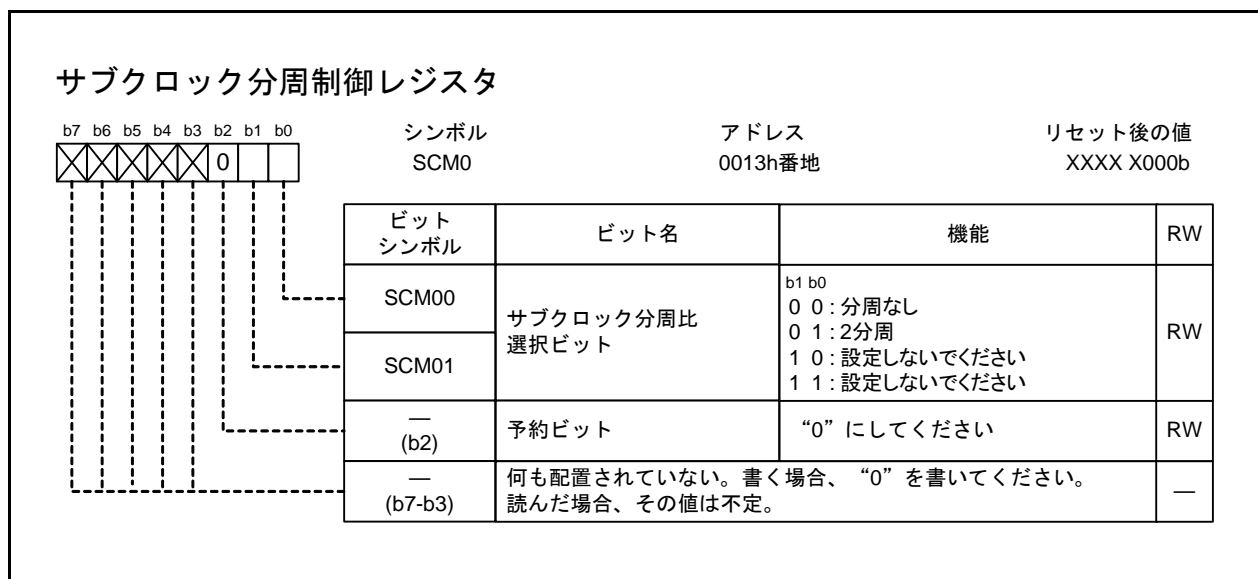 サブクロック分周制御レジスタ
b7 b6 b5 b4 b3 b2 b1 b0
0
シンボル アドレス リセット後の値
SCM0 0013h番地 XXXX X000b
ビット
シンボル
ビット名
機能
RW
SCM00
SCM01
サブクロック分周比
選択ビット
b1 b0
0 0 : 分周なし
0 1 : 2分周
1 0 : 設定しないでください
1 1 : 設定しないでください
RW
—
(b2)
予約ビット
“0”にしてください
RW
—
(b7-b3)
何も配置されていない。書く場合、“0”を書いてください。
読んだ場合、その値は不定。
—